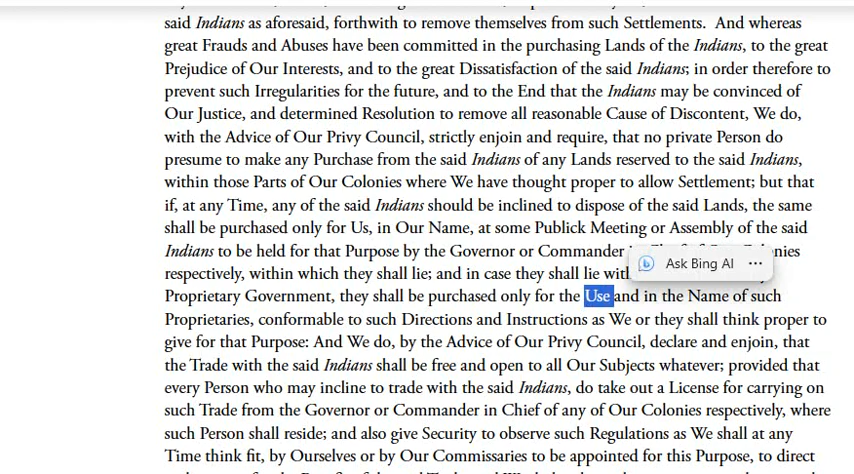 said Indians as aforesaid, forthwith to remove themselves from such Settlements. And whereas
great Frauds and Abuses have been committed in the purchasing Lands of the Indians, to the great
Prejudice of Our Interests, and to the great Dissatisfaction of the said Indians; in order therefore to
prevent such Irregularities for the future, and to the End that the Indians may be convinced of
Our Justice, and determined Resolution to remove all reasonable Cause of Discontent, We do,
with the Advice of Our Privy Council, strictly enjoin and require, that no private Person do
presume to make any Purchase from the said Indians of any Lands reserved to the said Indians,
within those Parts of Our Colonies where We have thought proper to allow Settlement; but that
if, at any Time, any of the said Indians should be inclined to dispose of the said Lands, the same
shall be purchased only for Us, in Our Name, at some Publick Meeting or Assembly of the said
Indians to be held for that Purpose by the Governor or Commander
Ask Bing AI ···
respectively, within which they shall lie; and in case they shall lie
Proprietary Government, they shall be purchased only for the Use and in the Name of such
Proprietaries, conformable to such Directions and Instructions as We or they shall think proper to
give for that Purpose: And We do, by the Advice of Our Privy Council, declare and enjoin, that
the Trade with the said Indians shall be free and open to all Our Subjects whatever; provided that
every Person who may incline to trade with the said Indians, do take out a License for carrying on
such Trade from the Governor or Commander in Chief of any of Our Colonies respectively, where
such Person shall reside; and also give Security to observe such Regulations as We shall at any
Time think fit, by Ourselves or by Our Commissaries to be appointed for this Purpose, to direct